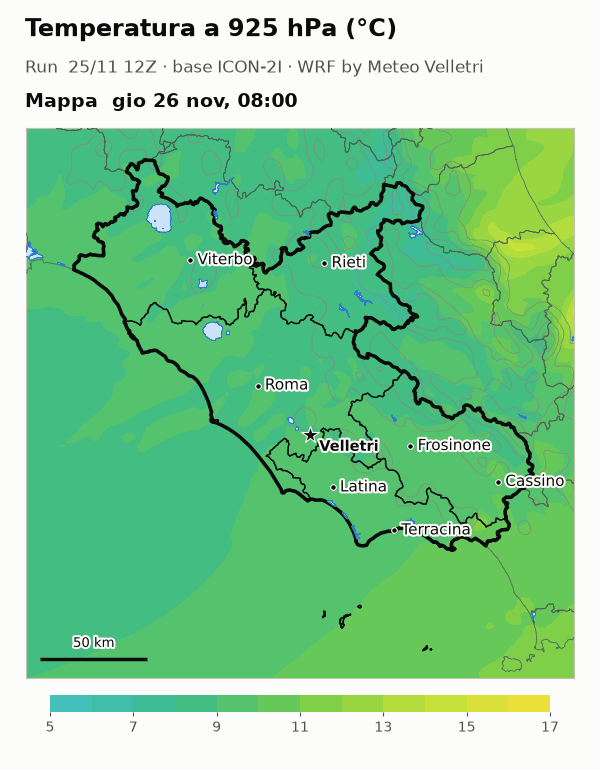 Temperatura a 925 hPa (°C)
Run  25/11 12Z · base ICON-2I · WRF by Meteo Velletri
Mappa  gio 26 nov, 08:00
Viterbo
Rieti
Roma
Velletri
Frosinone
Latina
Cassino
Terracina
50 km
5 7 9 11 13 15 17